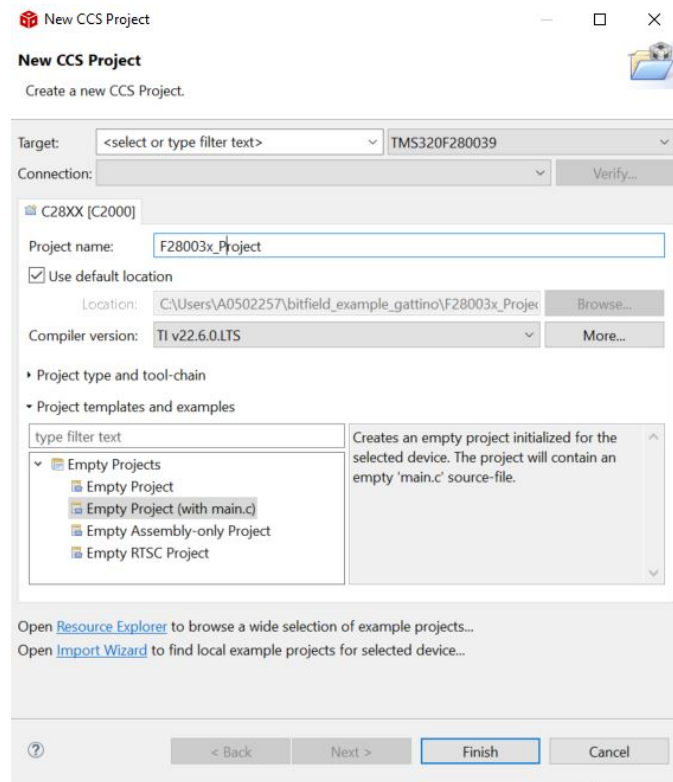 New CCS Project
New CCS Project
Create a new CCS Project.
Target: <select or type filter text> TMS320F280039
Connection: Verify...
C28XX [C2000]
Project name: F28003x_Project
Use default location
Location: C:\Users\A0502257\bitfield_example_gattino\F28003x_Projec Browse...
Compiler version: TI v22.6.0.LTS More...
Project type and tool-chain
Project templates and examples
type filter text
Empty Projects
Empty Project
Empty Project (with main.c)
Empty Assembly-only Project
Empty RTSC Project
Creates an empty project initialized for the
selected device. The project will contain an
empty 'main.c' source-file.
Open Resource Explorer to browse a wide selection of example projects...
Open Import Wizard to find local example projects for selected device...
? < Back Next > Finish Cancel